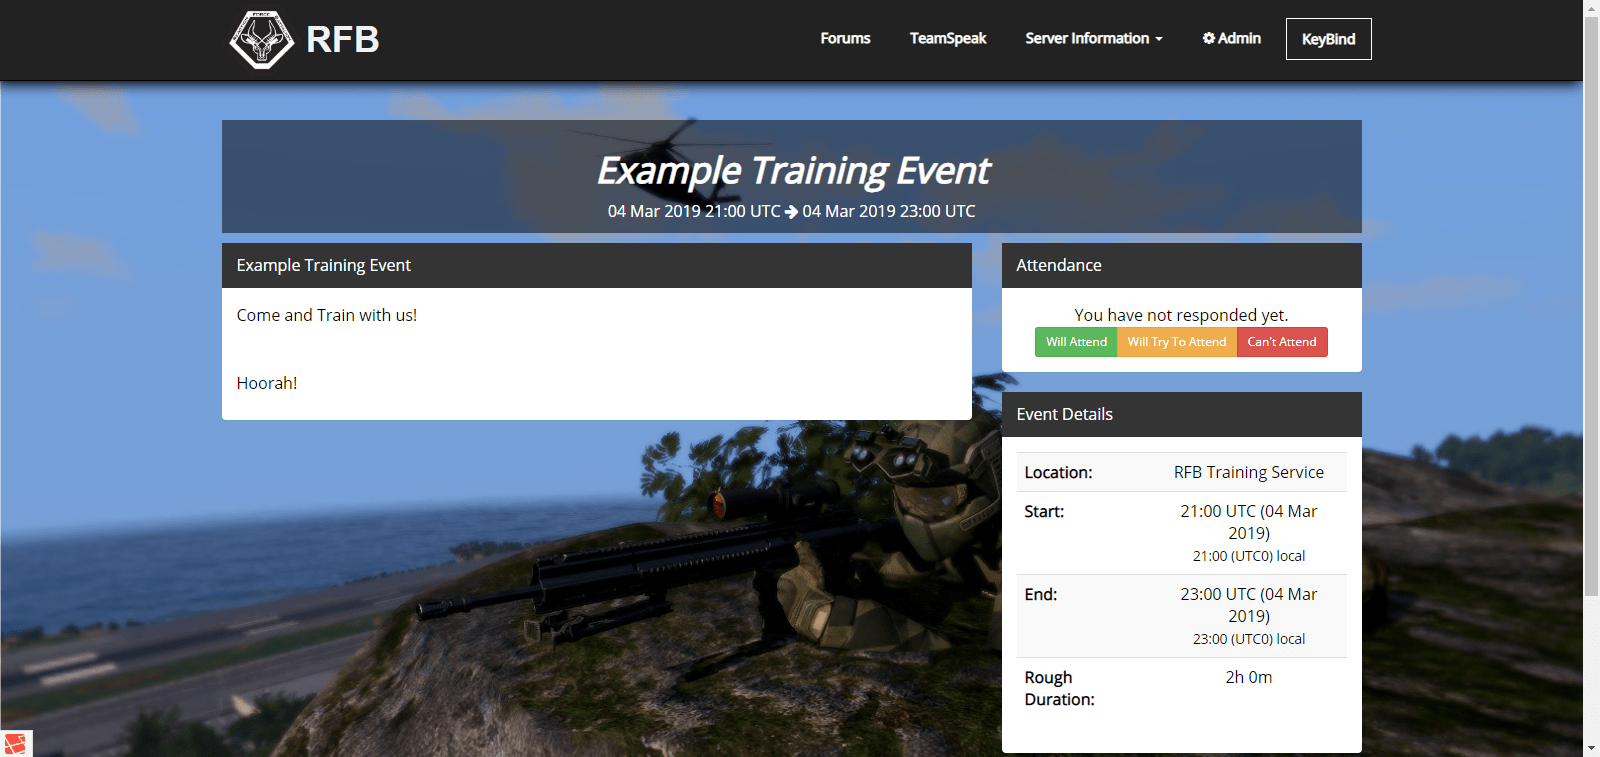 RFB
Forums
TeamSpeak
Server Information
Admin
KeyBind
Example Training Event
04 Mar 2019 21:00 UTC → 04 Mar 2019 23:00 UTC
Example Training Event
Come and Train with us!
Hoorah!
Attendance
You have not responded yet.
Will Attend
Will Try To Attend
Can't Attend
Event Details
Location:
RFB Training Service
Start:
21:00 UTC (04 Mar
2019)
21:00 (UTC0) local
End:
23:00 UTC (04 Mar
2019)
23:00 (UTC0) local
Rough
Duration:
2h 0m